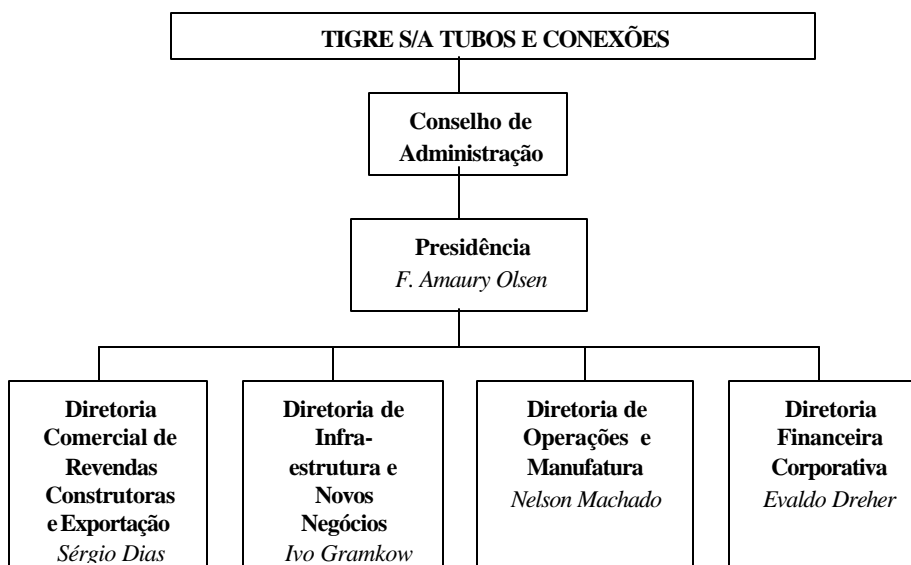 TIGRE S/A TUBOS E CONEXÕES
Conselho de
Administração
Presidência
F. Amaury Olsen
Diretoria
Comercial de
Revendas
Construtoras
e Exportação
Sérgio Dias
Diretoria de
Infra-
estrutura e
Novos
Negócios
Ivo Gramkow
Diretoria de
Operações e
Manufatura
Nelson Machado
Diretoria
Financeira
Corporativa
Evaldo Dreher